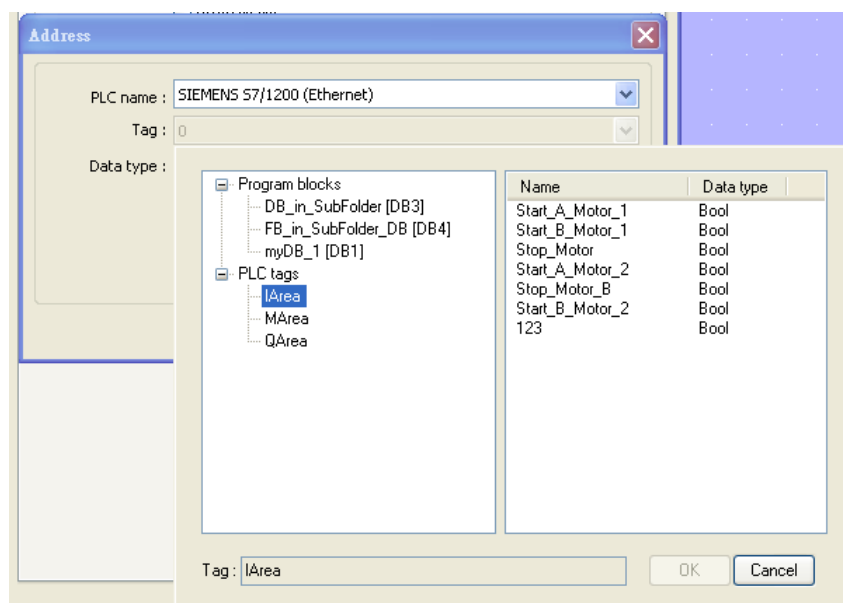 Address
PLC name : SIEMENS S7/1200 (Ethernet)
Tag : 0
Data type :
Program blocks
DB_in_SubFolder [DB3]
FB_in_SubFolder_DB [DB4]
myDB_1 [DB1]
PLC tags
IArea
MArea
QArea
Name Data type
Start_A_Motor_1 Bool
Start_B_Motor_1 Bool
Stop_Motor Bool
Start_A_Motor_2 Bool
Stop_Motor_B Bool
Start_B_Motor_2 Bool
123 Bool
Tag : IArea
OK Cancel